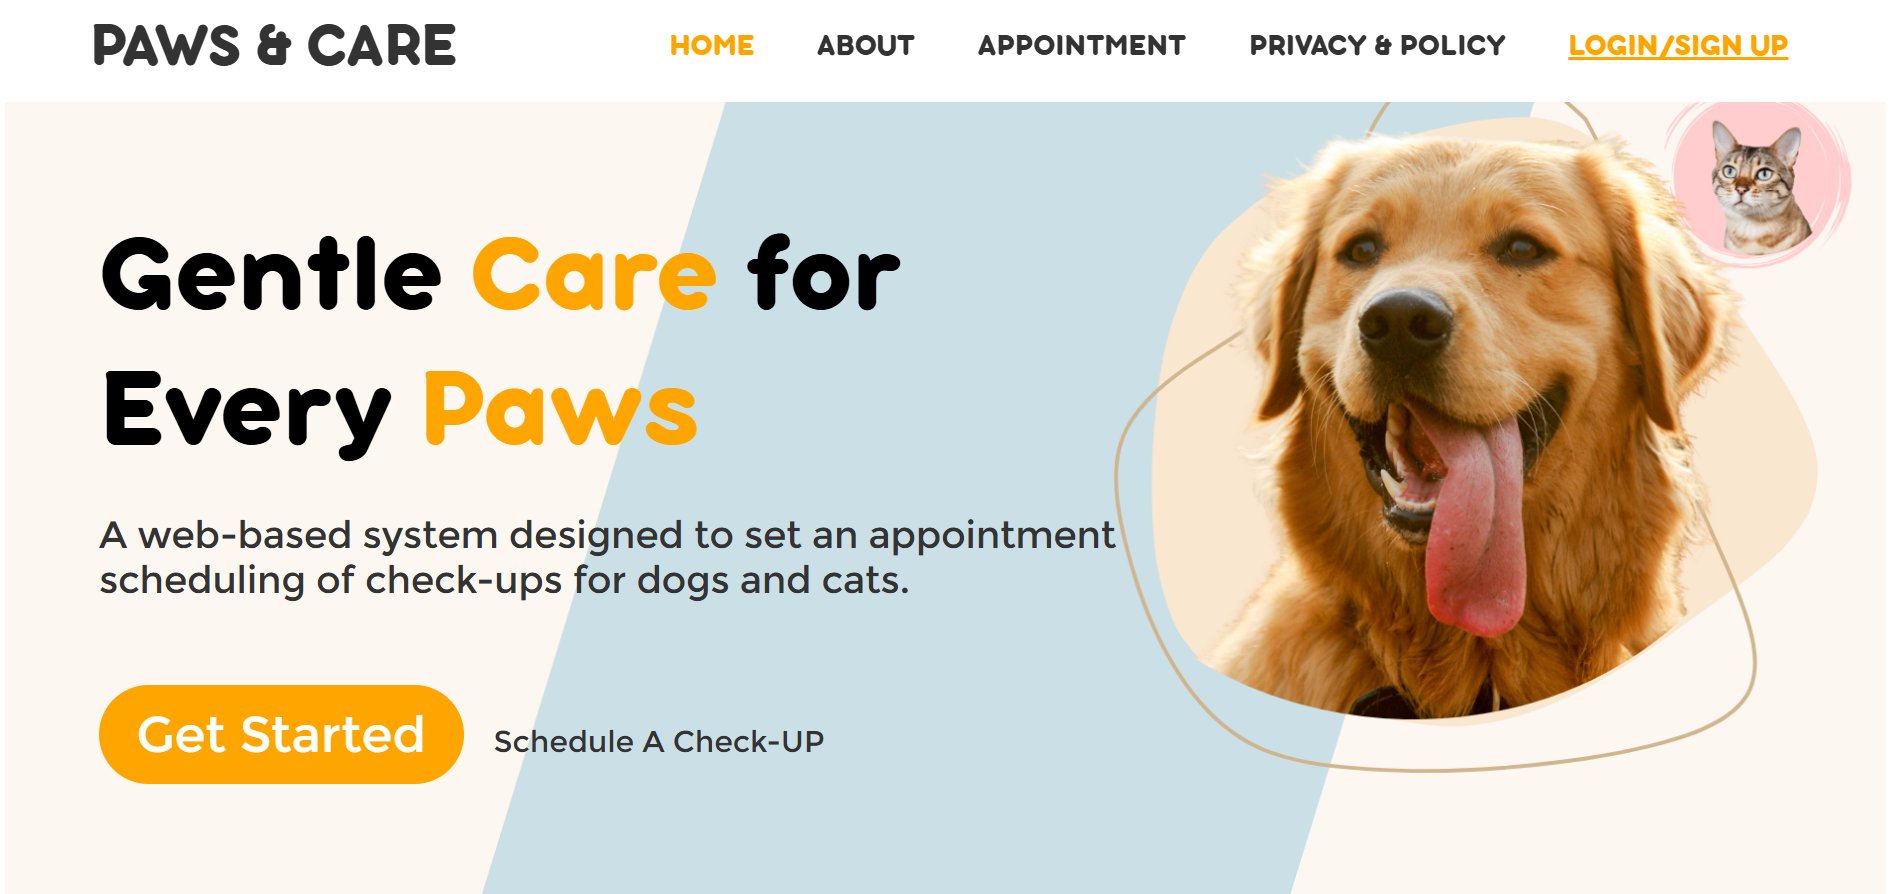 PAWS & CARE
HOME ABOUT APPOINTMENT PRIVACY & POLICY LOGIN/SIGN UP
Gentle Care for
Every Paws
A web-based system designed to set an appointment
scheduling of check-ups for dogs and cats.
Get Started
Schedule A Check-UP